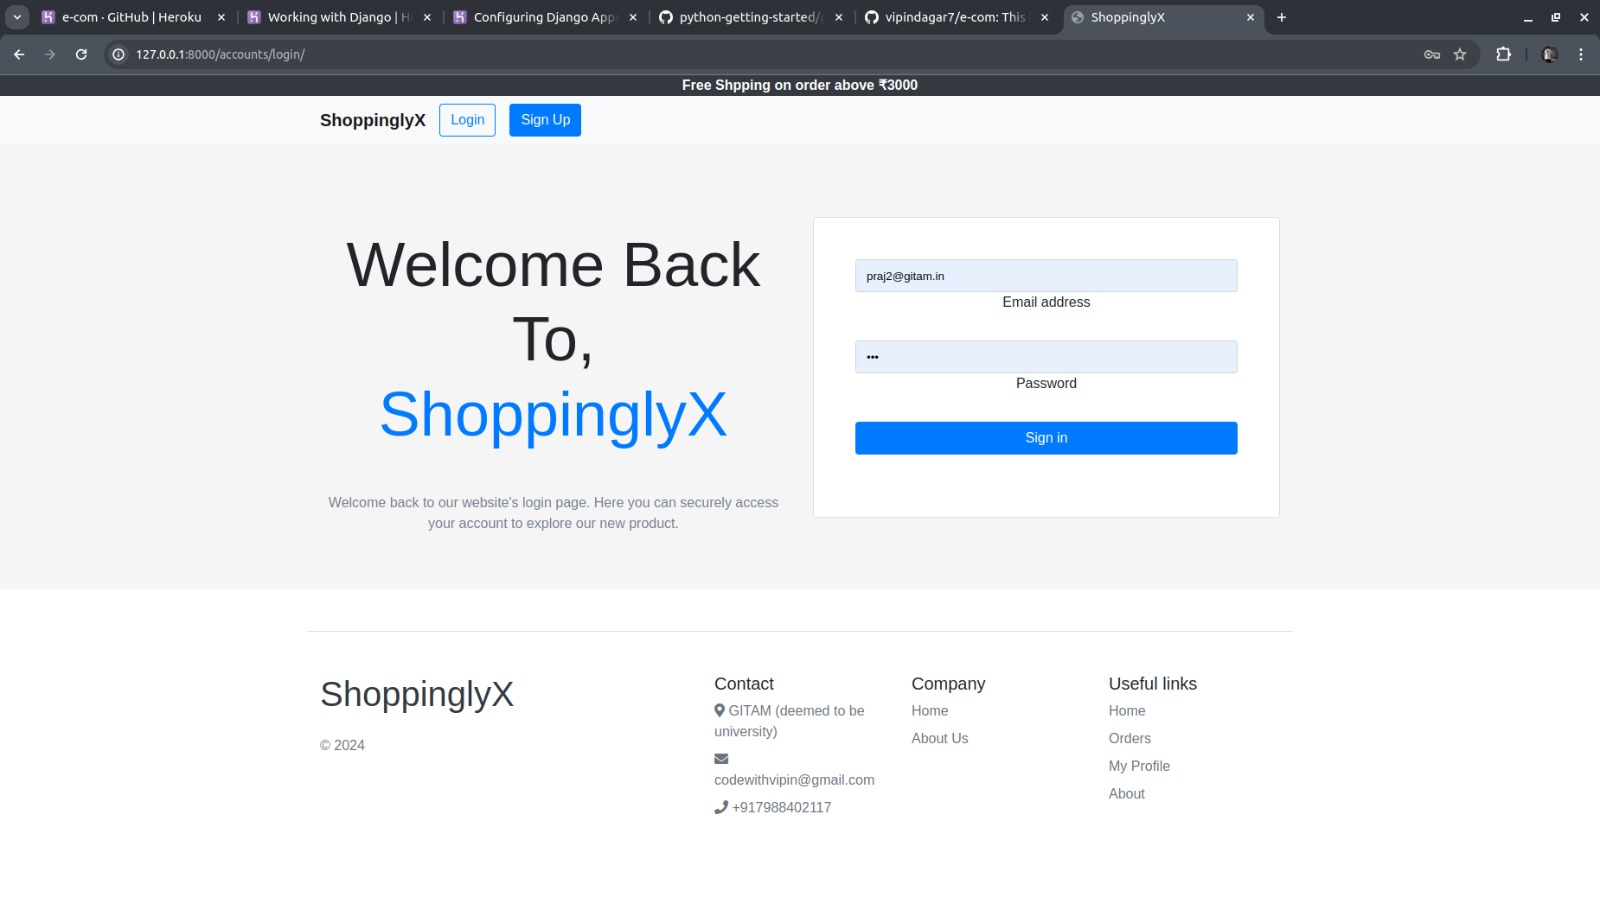 e-com · GitHub | Heroku
Working with Django | H
Configuring Django App
python-getting-started/
vipindagar7/e-com: This
ShoppinglyX
127.0.0.1:8000/accounts/login/
Free Shpping on order above ₹3000
ShoppinglyX
Login
Sign Up
Welcome Back
To,
ShoppinglyX
Welcome back to our website's login page. Here you can securely access
your account to explore our new product.
praj2@gitam.in
Email address
•••
Password
Sign in
ShoppinglyX
© 2024
Contact
GITAM (deemed to be
university)
codewithvipin@gmail.com
+917988402117
Company
Home
About Us
Useful links
Home
Orders
My Profile
About